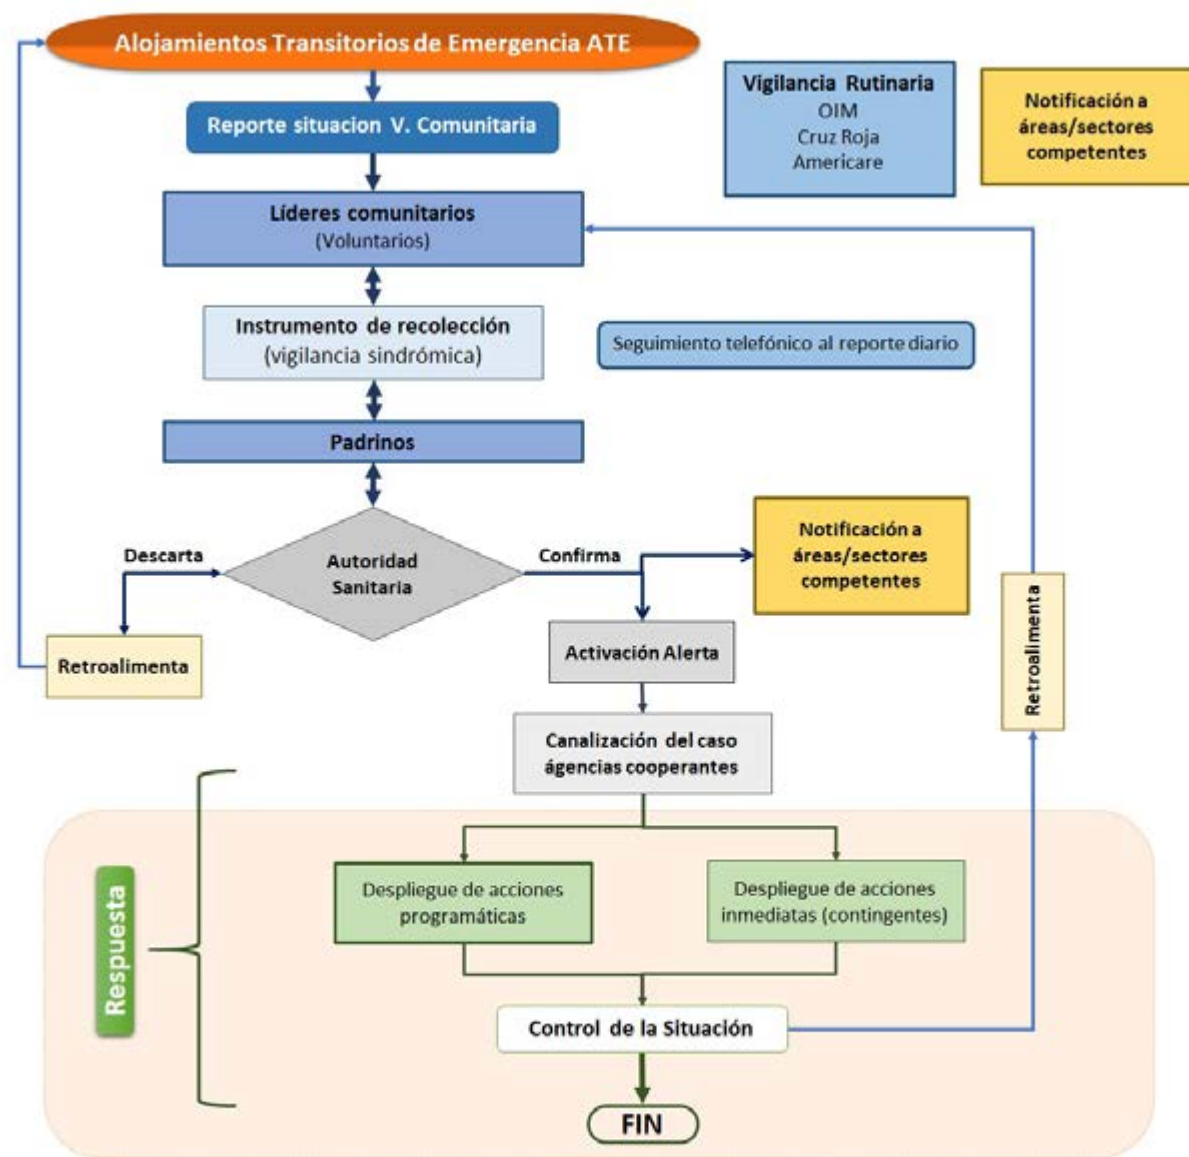 Alojamientos Transitorios de Emergencia ATE
Reporte situacion V. Comunitaria
Vigilancia Rutinaria
OIM
Cruz Roja
Americare
Notificación a
áreas/sectores
competentes
Líderes comunitarios
(Voluntarios)
Instrumento de recolección
(vigilancia sindrómica)
Seguimiento telefónico al reporte diario
Padrinos
Autoridad
Sanitaria
Descarta
Confirma
Notificación a
áreas/sectores
competentes
Retroalimenta
Activación Alerta
Retroalimenta
Canalización del caso
ágencias cooperantes
Respuesta
Despliegue de acciones
programáticas
Despliegue de acciones
inmediatas (contingentes)
Control de la Situación
FIN